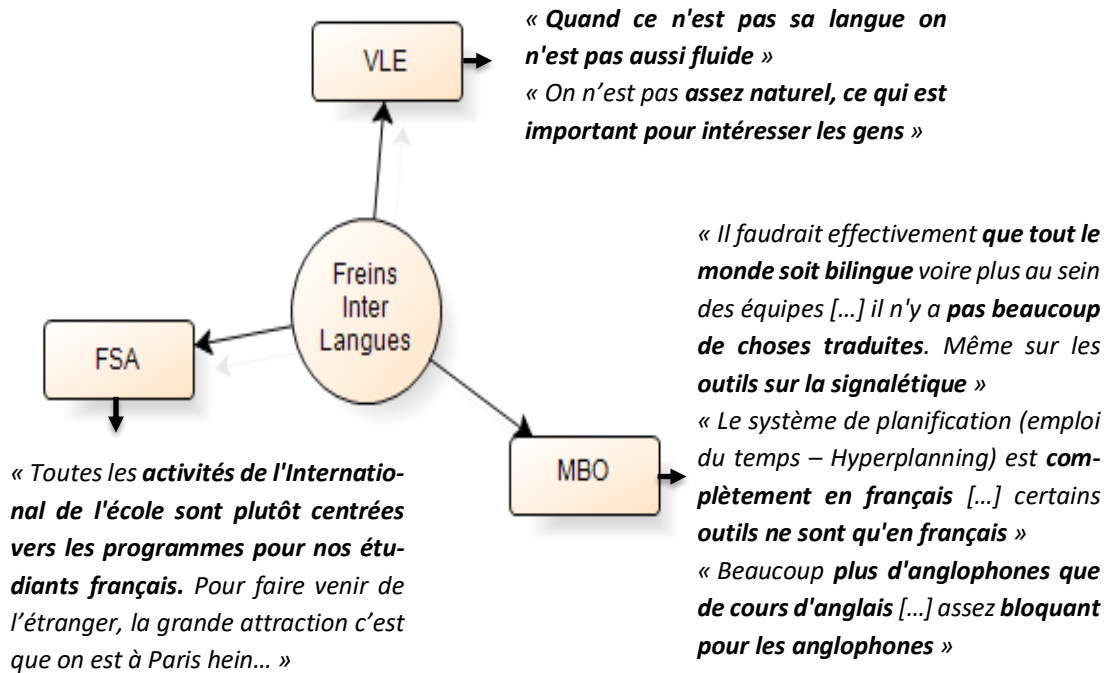 VLE
« Quand ce n'est pas sa langue on
n'est pas aussi fluide »
« On n’est pas assez naturel, ce qui est
important pour intéresser les gens »
Freins
Inter
Langues
FSA
« Toutes les activités de l'Internatio-
nal de l'école sont plutôt centrées
vers les programmes pour nos étu-
diants français. Pour faire venir de
l’étranger, la grande attraction c’est
que on est à Paris hein… »
MBO
« Il faudrait effectivement que tout le
monde soit bilingue voire plus au sein
des équipes […] il n'y a pas beaucoup
de choses traduites. Même sur les
outils sur la signalétique »
« Le système de planification (emploi
du temps – Hyperplanning) est com-
plètement en français […] certains
outils ne sont qu'en français »
« Beaucoup plus d'anglophones que
de cours d'anglais […] assez bloquant
pour les anglophones »